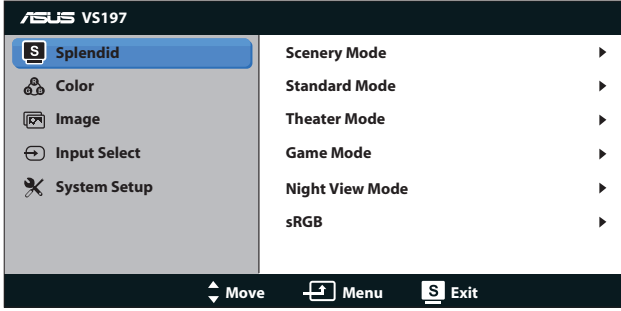 ASUS VS197
S Splendid
Color
Image
Input Select
System Setup
Scenery Mode
Standard Mode
Theater Mode
Game Mode
Night View Mode
sRGB
Move Menu S Exit